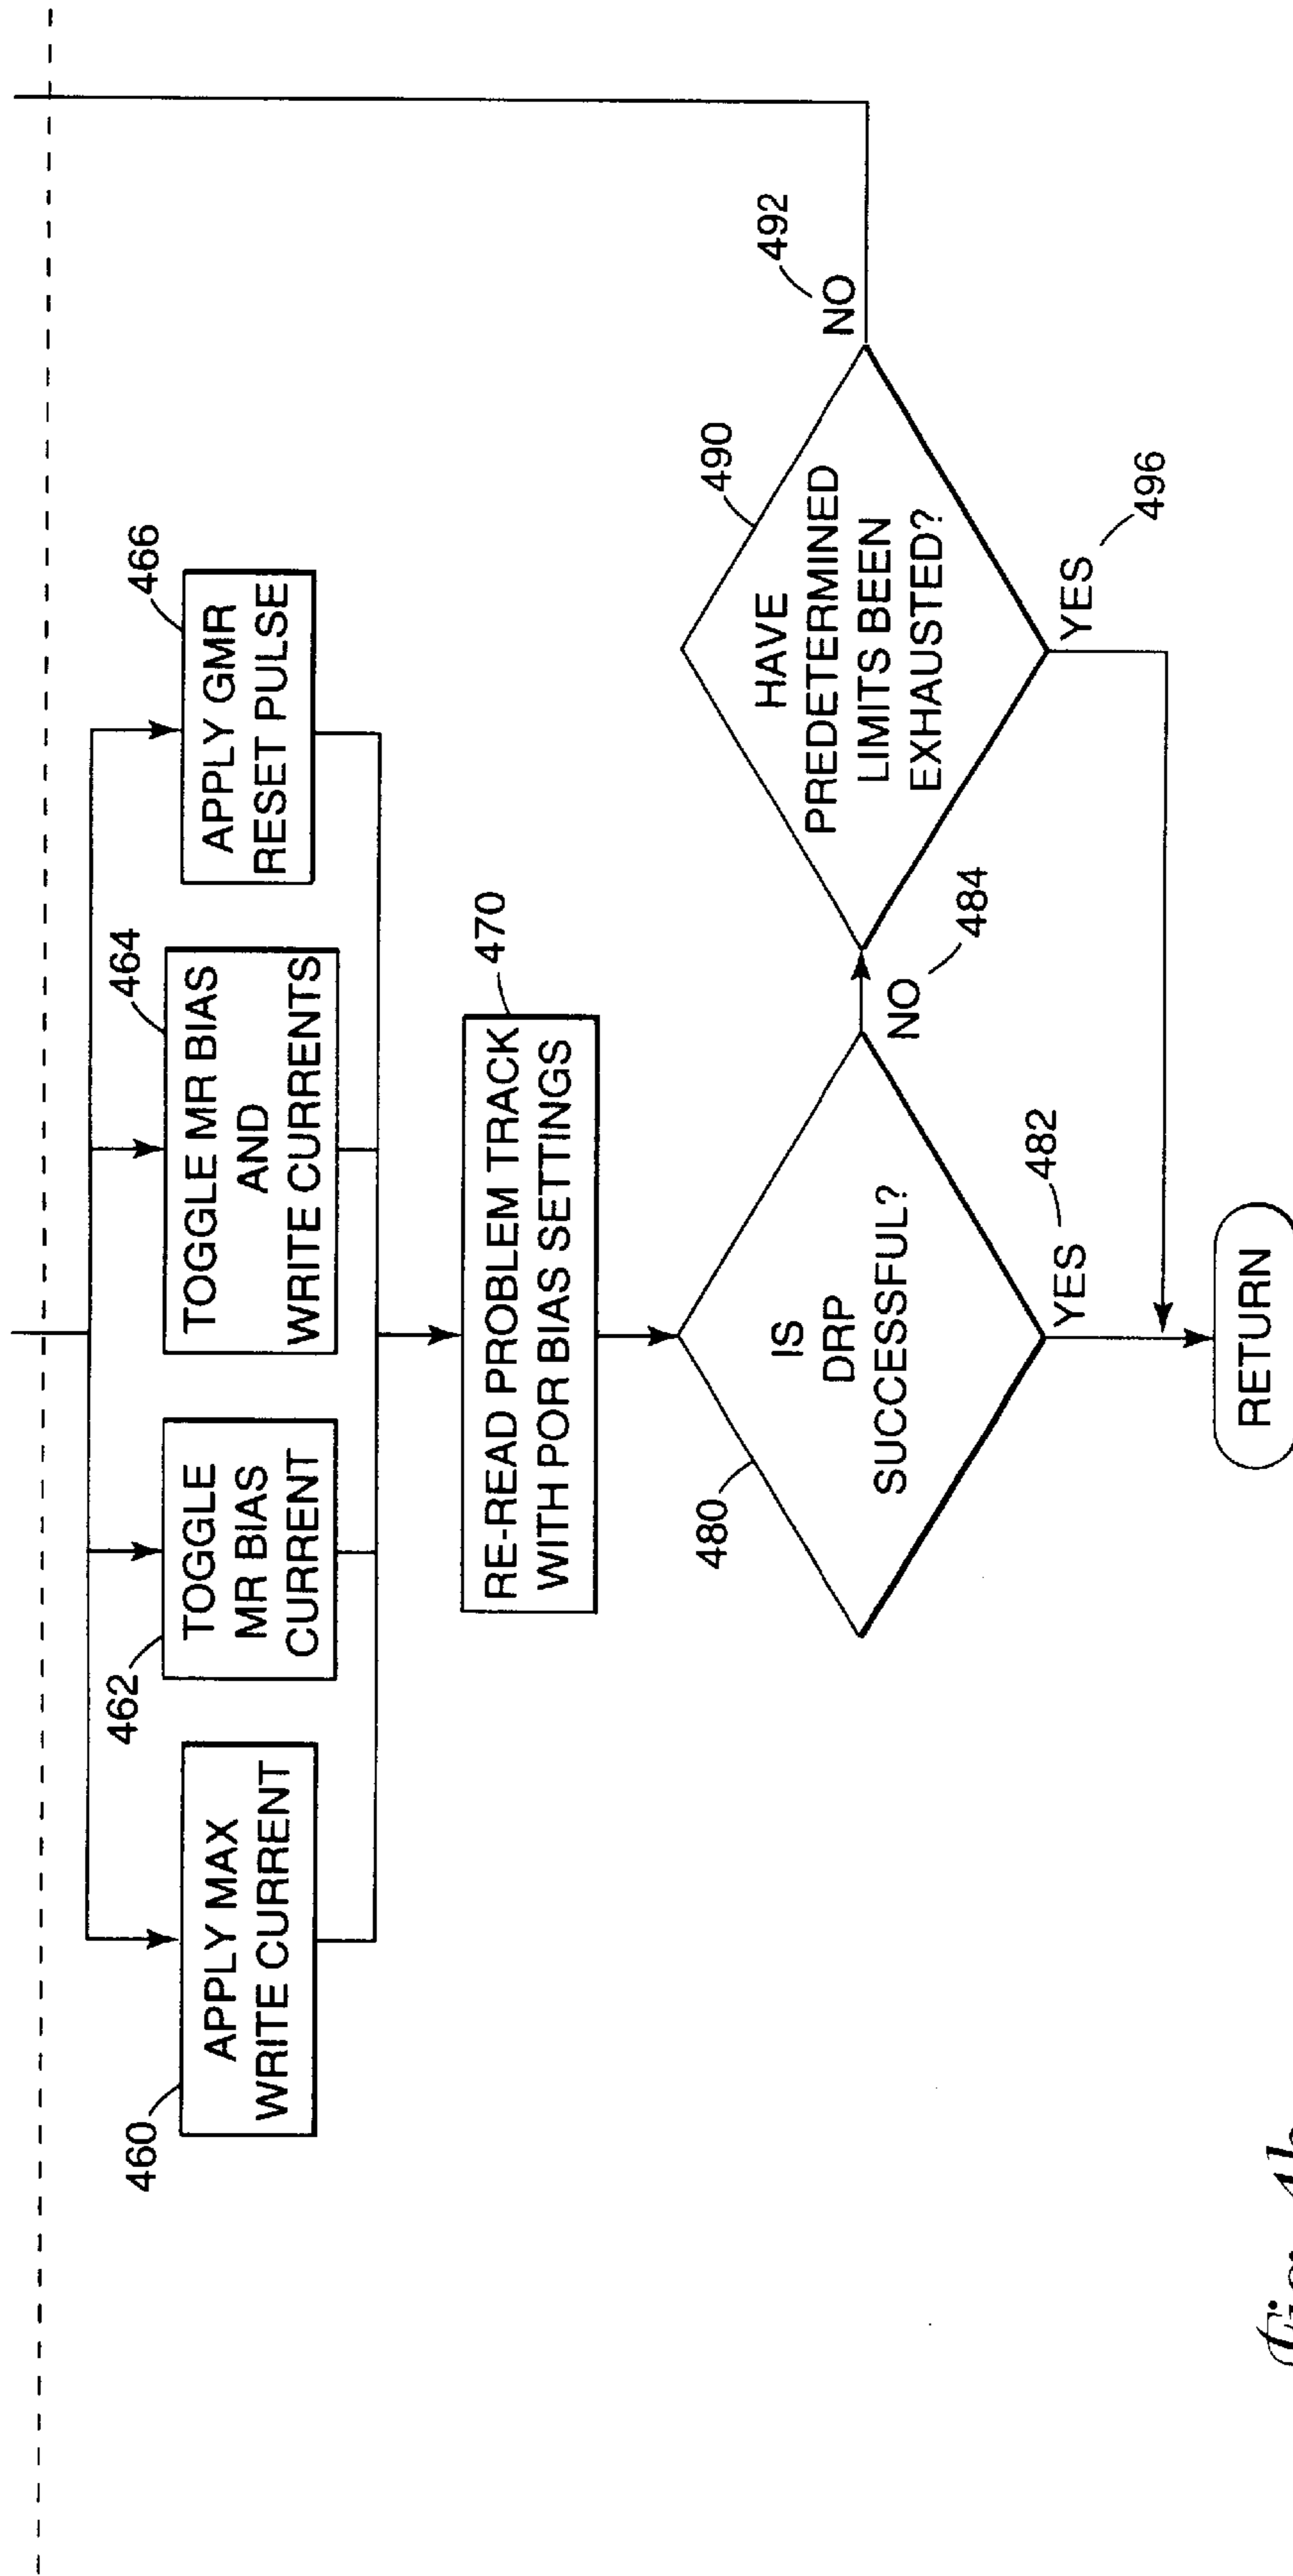 460
APPLY MAX
WRITE CURRENT
462
TOGGLE
MR BIAS
CURRENT
464
TOGGLE MR BIAS
AND
WRITE CURRENTS
466
APPLY GMR
RESET PULSE
470
RE-READ PROBLEM TRACK
WITH POR BIAS SETTINGS
480
IS
DRP
SUCCESSFUL?
NO
484
YES
482
490
HAVE
PREDETERMINED
LIMITS BEEN
EXHAUSTED?
NO
492
YES
496
RETURN